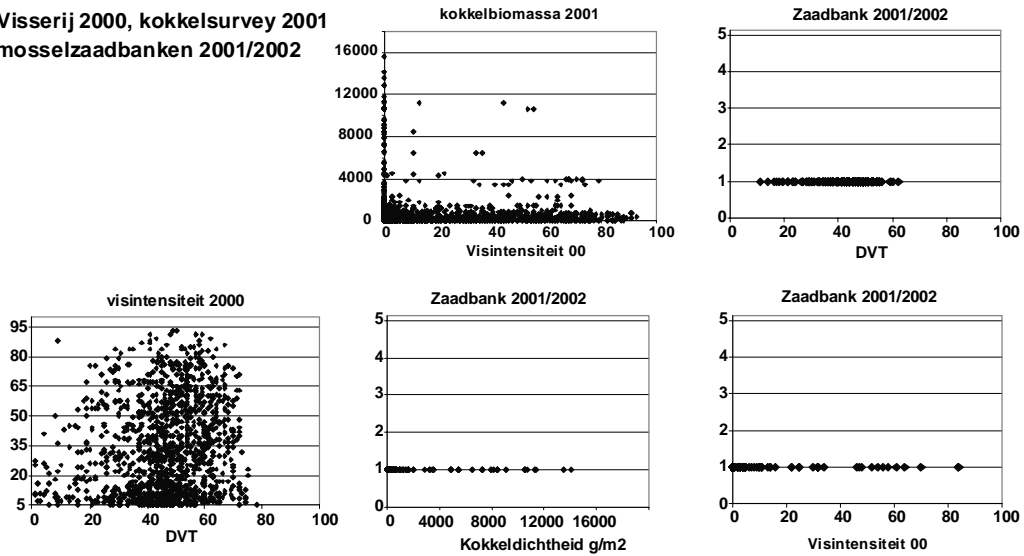 Visserij 2000, kokkelsurvey 2001
mosselzaadbanken 2001/2002
kokkelbiomassa 2001
16000
12000
8000
4000
0
0 20 40 60 80 100
Visintensiteit 00
Zaadbank 2001/2002
5
4
3
2
1
0
0 20 40 60 80 100
DVT
visintensiteit 2000
95
80
65
50
35
20
5
0 20 40 60 80 100
DVT
Zaadbank 2001/2002
5
4
3
2
1
0
0 4000 8000 12000 16000
Kokkeldichtheid g/m2
Zaadbank 2001/2002
5
4
3
2
1
0
0 20 40 60 80 100
Visintensiteit 00